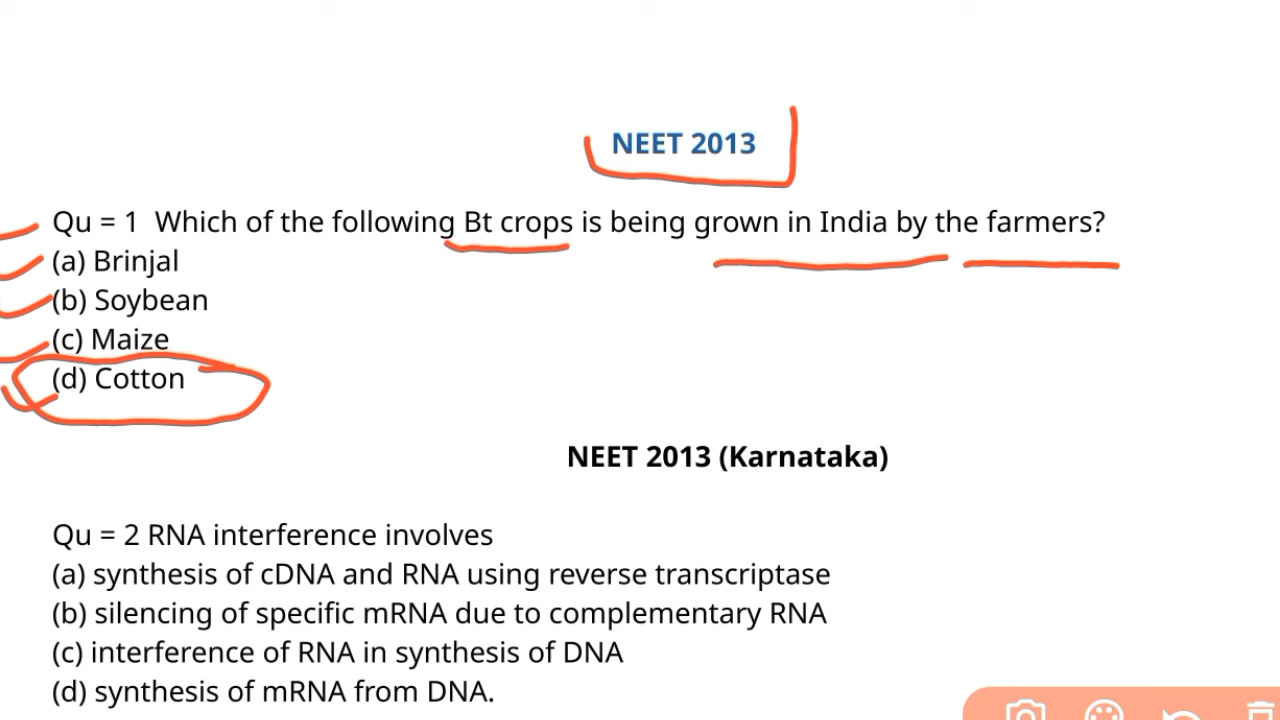 NEET 2013
Qu = 1 Which of the following Bt crops is being grown in India by the farmers?
(a) Brinjal
(b) Soybean
(c) Maize
(d) Cotton
NEET 2013 (Karnataka)
Qu = 2 RNA interference involves
(a) synthesis of cDNA and RNA using reverse transcriptase
(b) silencing of specific mRNA due to complementary RNA
(c) interference of RNA in synthesis of DNA
(d) synthesis of mRNA from DNA.